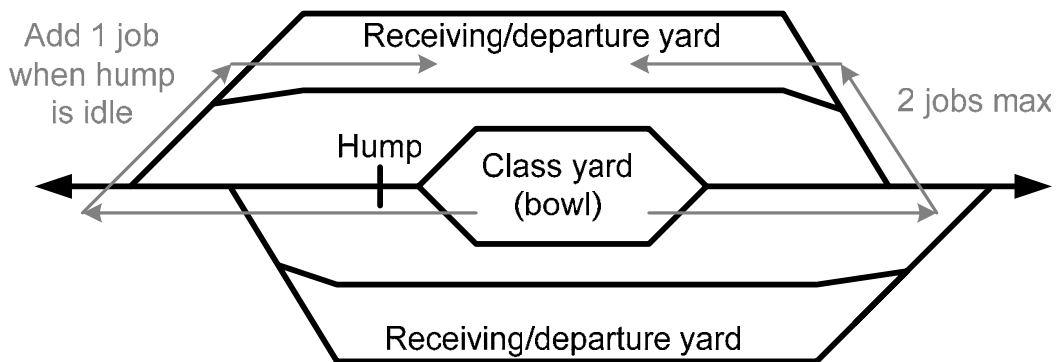 Add 1 job
when hump
is idle
Receiving/departure yard
2 jobs max
Hump
Class yard
(bowl)
Receiving/departure yard